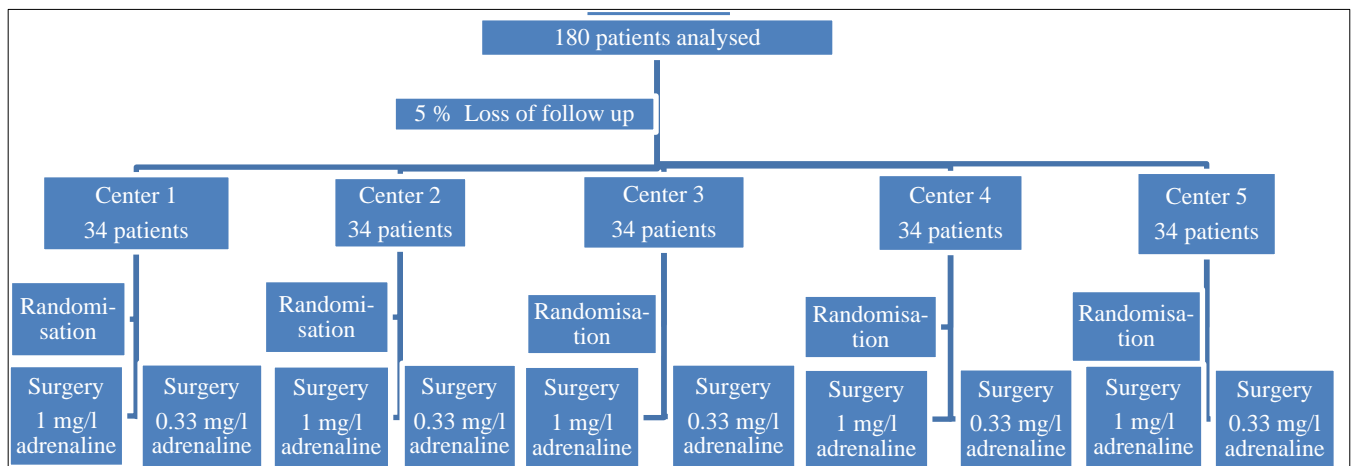 180 patients analysed
5 % Loss of follow up
Center 1
34 patients
Center 2
34 patients
Center 3
34 patients
Center 4
34 patients
Center 5
34 patients
Randomi-
sation
Randomi-
sation
Randomisa-
tion
Randomisa-
tion
Randomisa-
tion
Surgery
1 mg/l
adrenaline
Surgery
0.33 mg/l
adrenaline
Surgery
1 mg/l
adrenaline
Surgery
0.33 mg/l
adrenaline
Surgery
1 mg/l
adrenaline
Surgery
0.33 mg/l
adrenaline
Surgery
1 mg/l
adrenaline
Surgery
0.33 mg/l
adrenaline
Surgery
1 mg/l
adrenaline
Surgery
0.33 mg/l
adrenaline